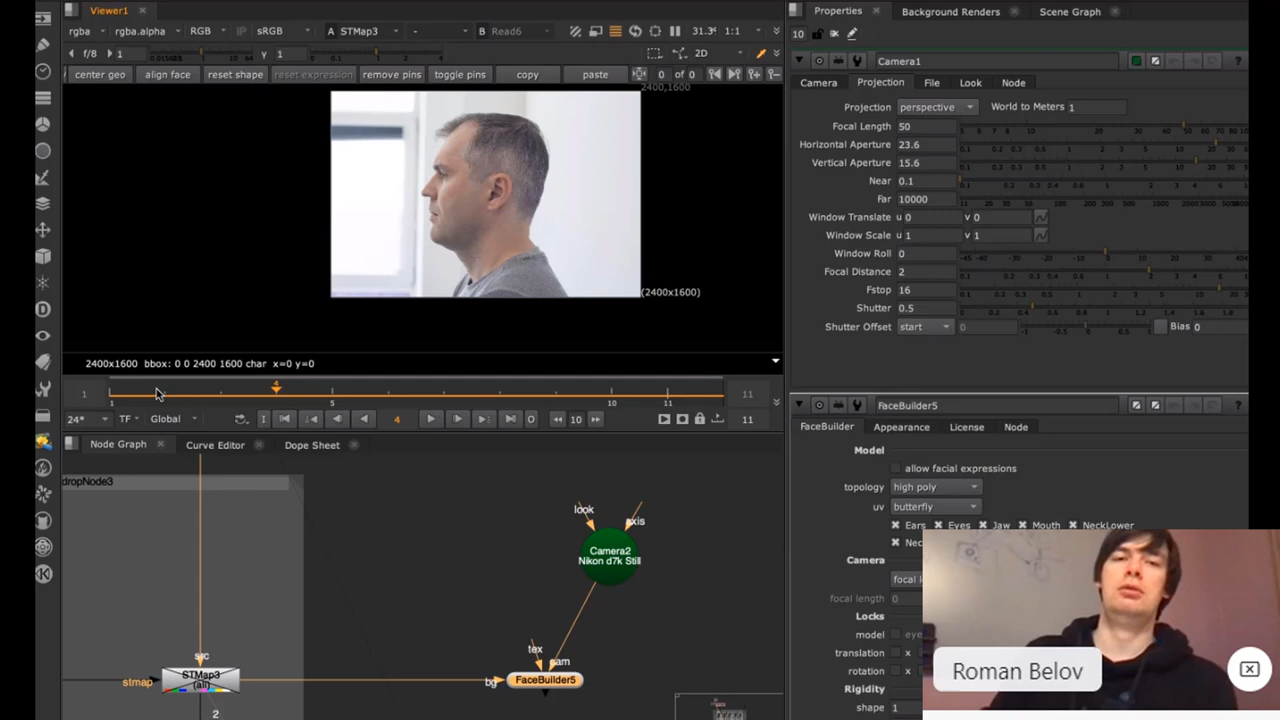 Viewer1
rgba rgba.alpha RGB IP sRGB A STMap3 - B Read6 31.3 1:1
f/8 1 Y 1 2D
center geo align face reset shape reset expression remove pins toggle pins copy paste 0 of 0
2400,1600
(2400x1600)
2400x1600 bbox: 0 0 2400 1600 char x=0 y=0
1 4 11
1 5 10 11
24* TF Global 4 10 11
Node Graph Curve Editor Dope Sheet
dropNode3
look
axis
Camera2
Nikon d7k Still
tex
cam
src
stmap
STMap3
(all)
bg
FaceBuilder5
2
Properties Background Renders Scene Graph
10
Camera1
Camera Projection File Look Node
Projection perspective World to Meters 1
Focal Length 50
Horizontal Aperture 23.6
Vertical Aperture 15.6
Near 0.1
Far 10000
Window Translate u 0 v 0
Window Scale u 1 v 1
Window Roll 0
Focal Distance 2
Fstop 16
Shutter 0.5
Shutter Offset start 0 Bias 0
FaceBuilder5
FaceBuilder Appearance License Node
Model
allow facial expressions
topology high poly
uv butterfly
Ears Eyes Jaw Mouth NeckLower
Nec
Camera
focal l
focal length 0
Locks
model eye
translation x
rotation x
Rigidity
shape 1
Roman Belov